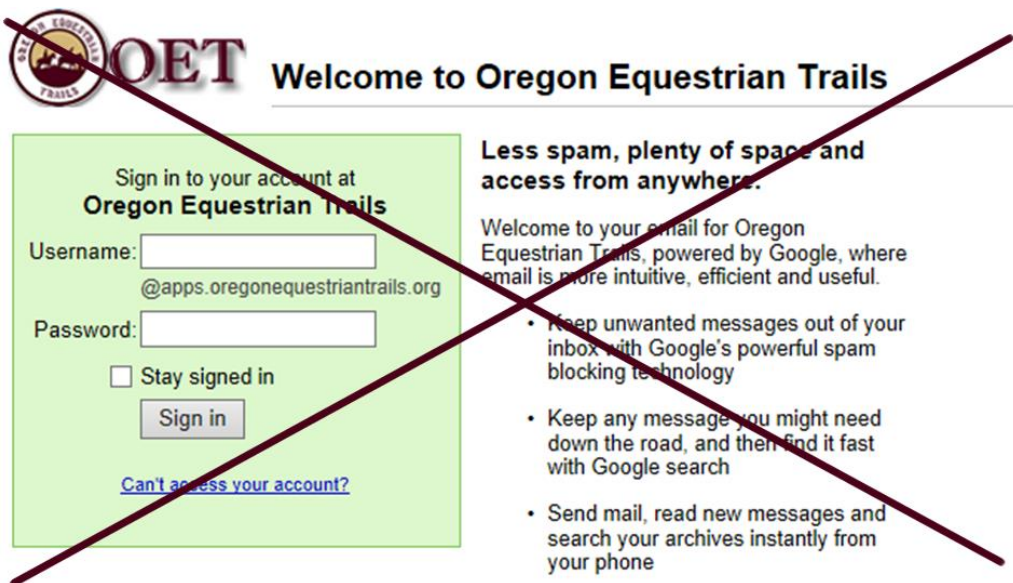 OREGON EQUESTRIAN TRAILS
OET
Welcome to Oregon Equestrian Trails
Sign in to your account at
Oregon Equestrian Trails
Username:
@apps.oregonequestriantrails.org
Password:
Stay signed in
Sign in
Can't access your account?
Less spam, plenty of space and
access from anywhere.
Welcome to your email for Oregon
Equestrian Trails, powered by Google, where
email is more intuitive, efficient and useful.
• Keep unwanted messages out of your
inbox with Google's powerful spam
blocking technology
• Keep any message you might need
down the road, and then find it fast
with Google search
• Send mail, read new messages and
search your archives instantly from
your phone